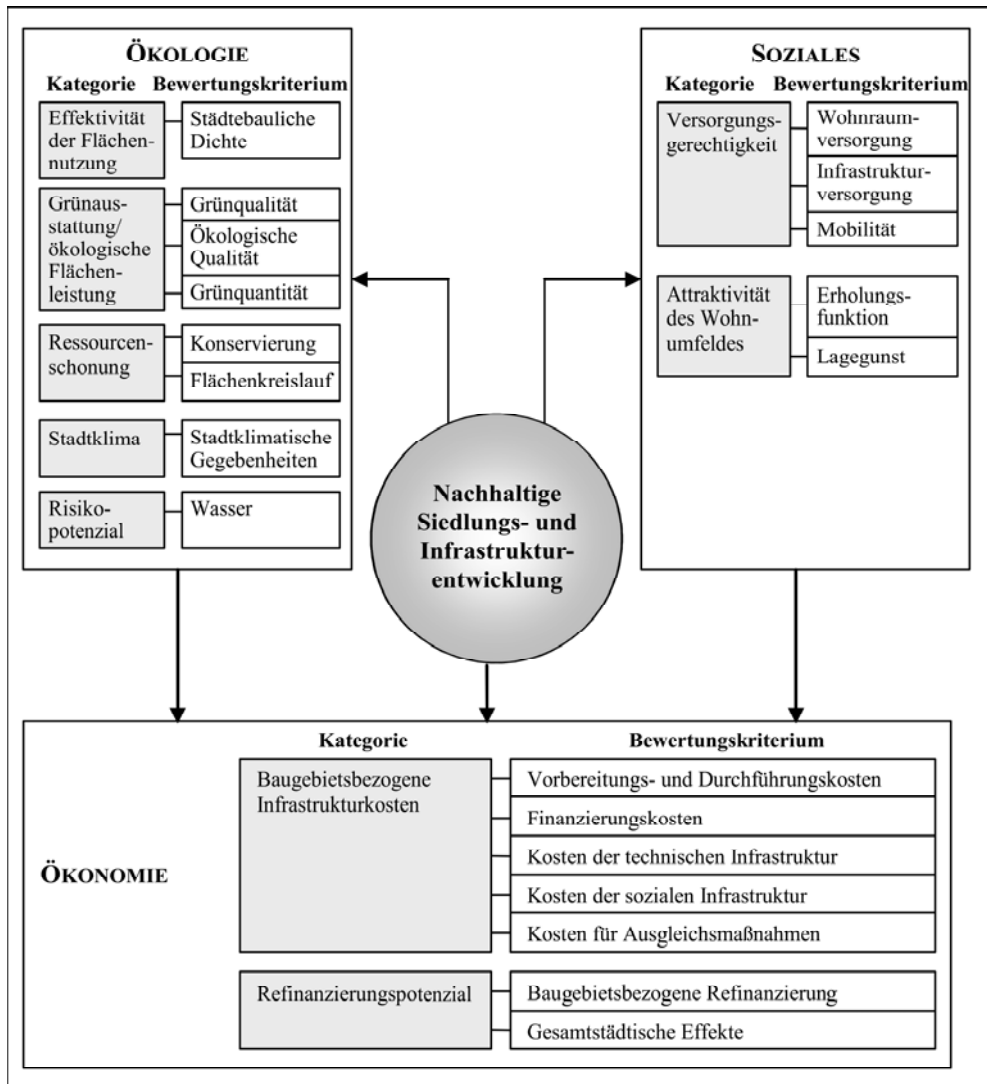 ÖKOLOGIE
Kategorie Bewertungskriterium
Effektivität
der Flächen-
nutzung
Städtebauliche
Dichte
Grünaus-
stattung/
ökologische
Flächen-
leistung
Grünqualität
Ökologische
Qualität
Grünquantität
Ressourcen-
schonung
Konservierung
Flächenkreislauf
Stadtklima
Stadtklimatische
Gegebenheiten
Risiko-
potenzial
Wasser
SOZIALES
Kategorie Bewertungskriterium
Versorgungs-
gerechtigkeit
Wohnraum-
versorgung
Infrastruktur-
versorgung
Mobilität
Attraktivität
des Wohn-
umfeldes
Erholungs-
funktion
Lagegunst
Nachhaltige
Siedlungs- und
Infrastruktur-
entwicklung
ÖKONOMIE
Kategorie Bewertungskriterium
Baugebietsbezogene
Infrastrukturkosten
Vorbereitungs- und Durchführungskosten
Finanzierungskosten
Kosten der technischen Infrastruktur
Kosten der sozialen Infrastruktur
Kosten für Ausgleichsmaßnahmen
Refinanzierungspotenzial
Baugebietsbezogene Refinanzierung
Gesamtstädtische Effekte